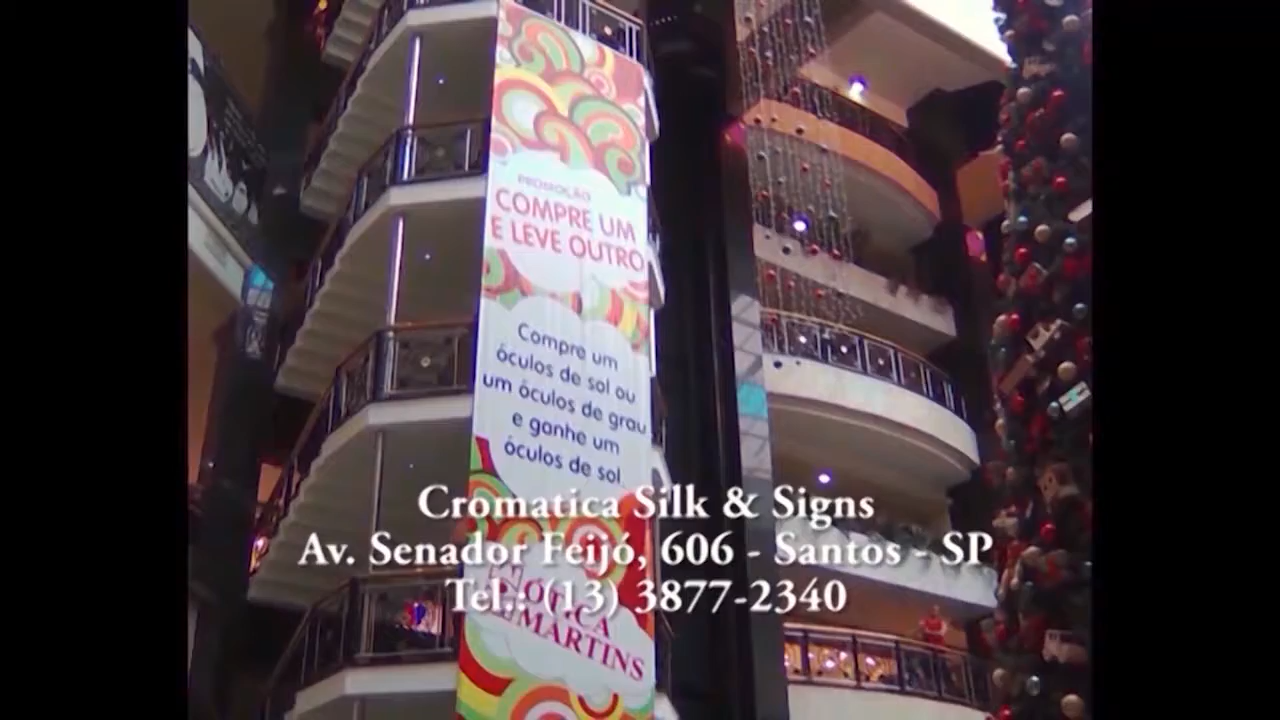 PROMOÇÃO
COMPRE UM
E LEVE OUTRO
Compre um
óculos de sol ou
um óculos de grau
e ganhe um
óculos de sol
Cromatica Silk & Signs
Av. Senador Feijó, 606 - Santos - SP
Tel.: (13) 3877-2340
ÓTICA
MARTINS